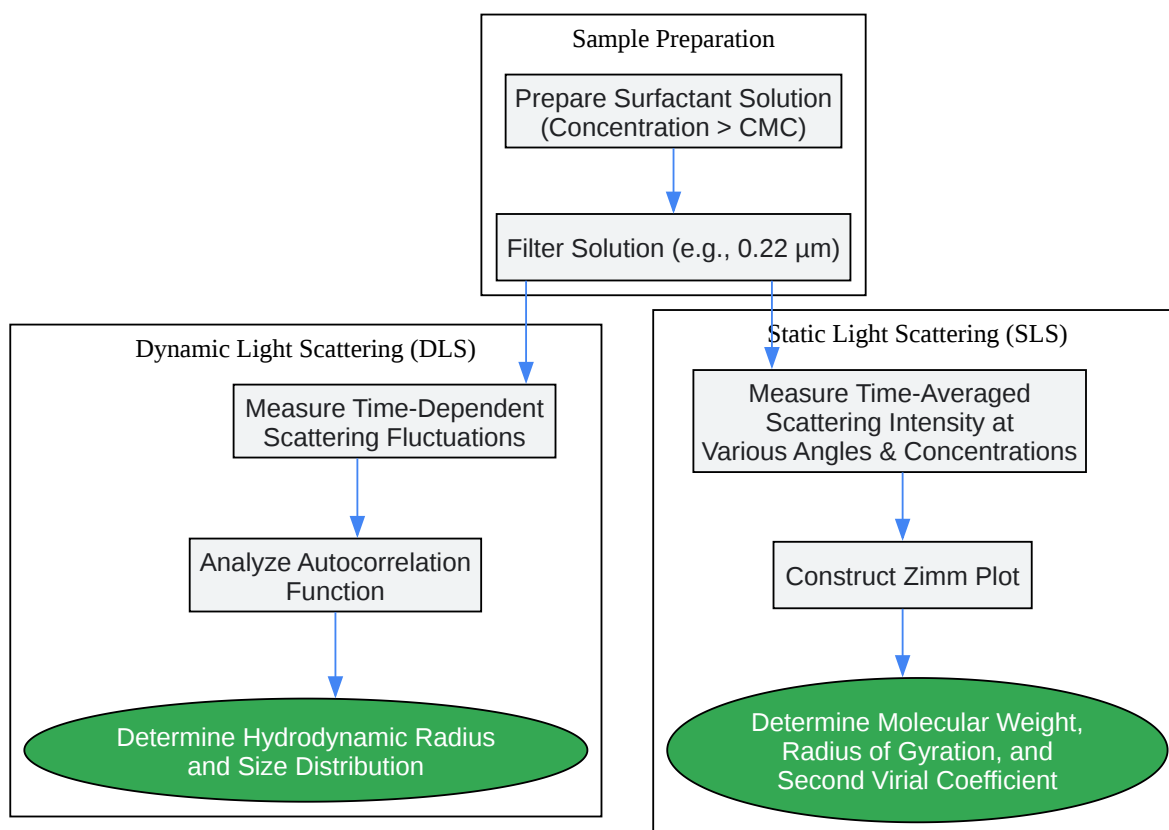 Sample Preparation
Prepare Surfactant Solution
(Concentration > CMC)
Filter Solution (e.g., 0.22 µm)
Dynamic Light Scattering (DLS)
Measure Time-Dependent
Scattering Fluctuations
Analyze Autocorrelation
Function
Determine Hydrodynamic Radius
and Size Distribution
Static Light Scattering (SLS)
Measure Time-Averaged
Scattering Intensity at
Various Angles & Concentrations
Construct Zimm Plot
Determine Molecular Weight,
Radius of Gyration, and
Second Virial Coefficient